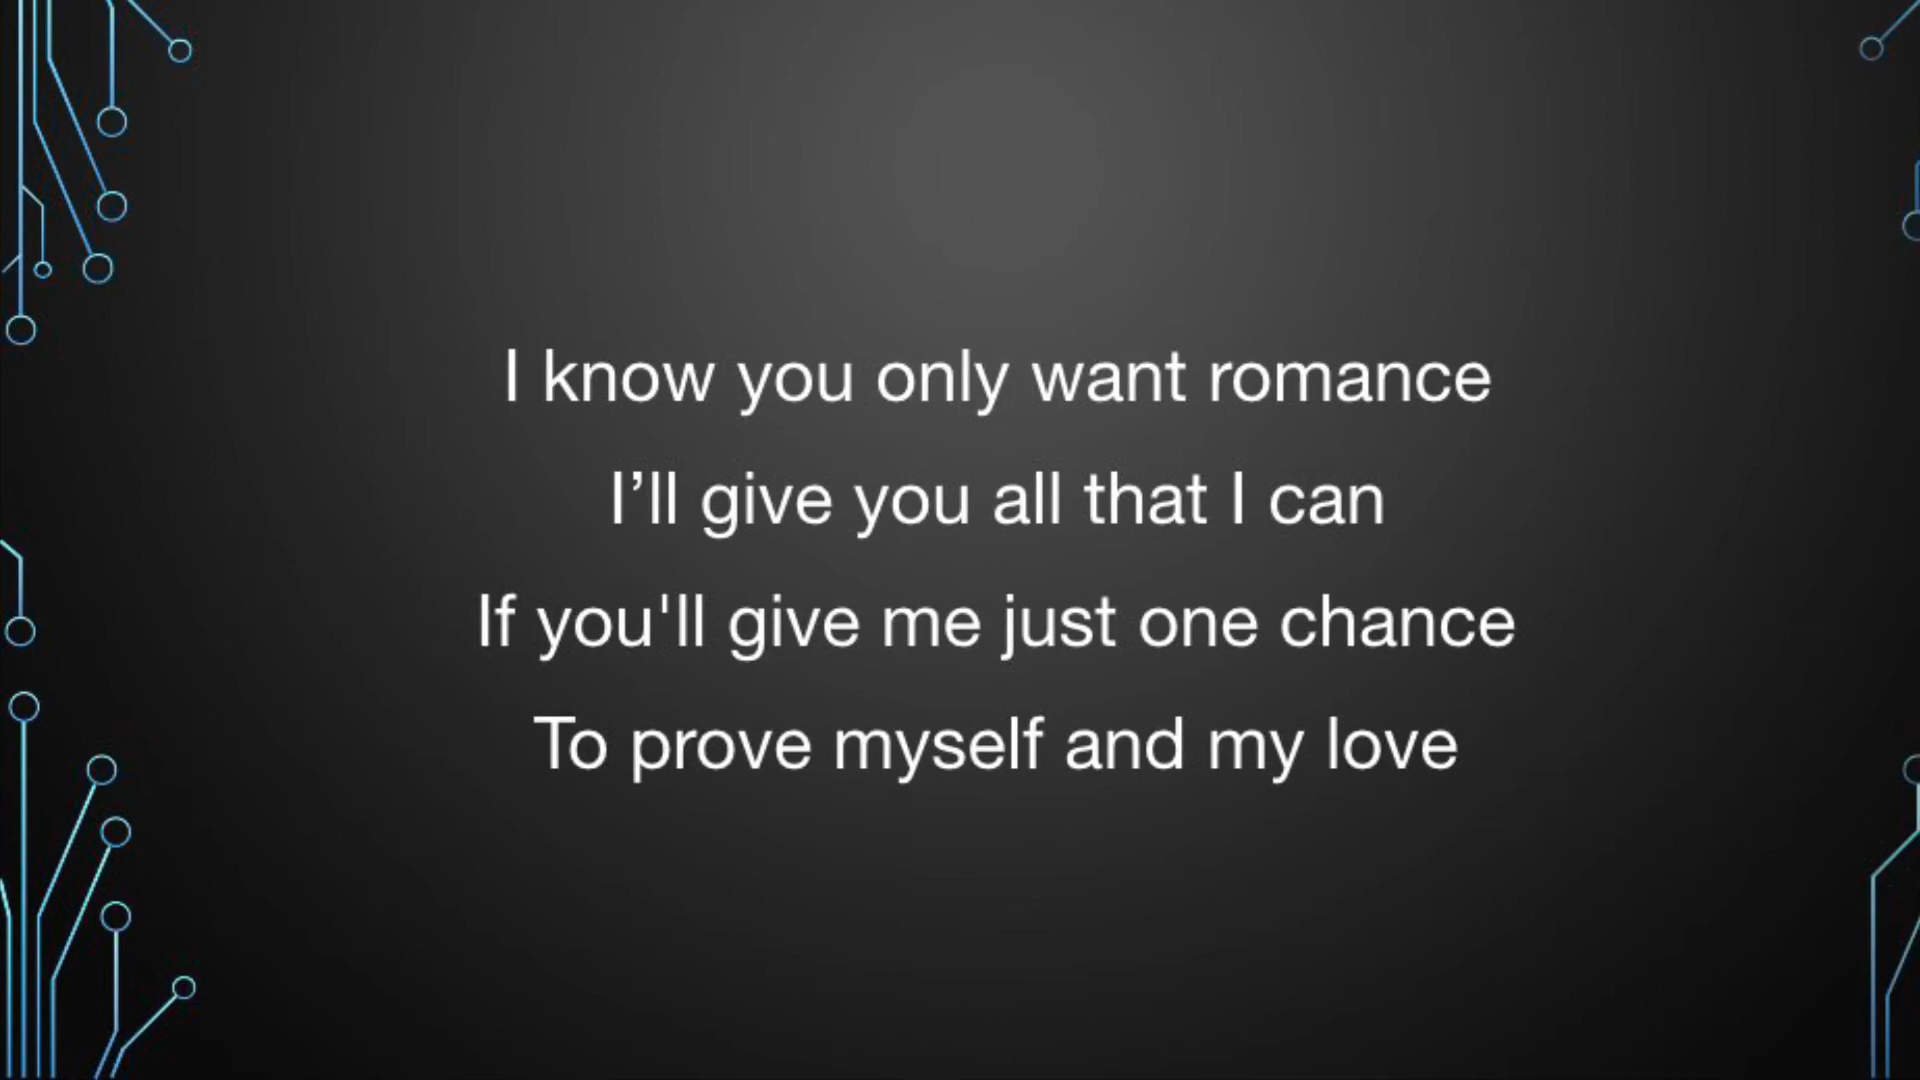 I know you only want romance
I’ll give you all that I can
If you'll give me just one chance
To prove myself and my love